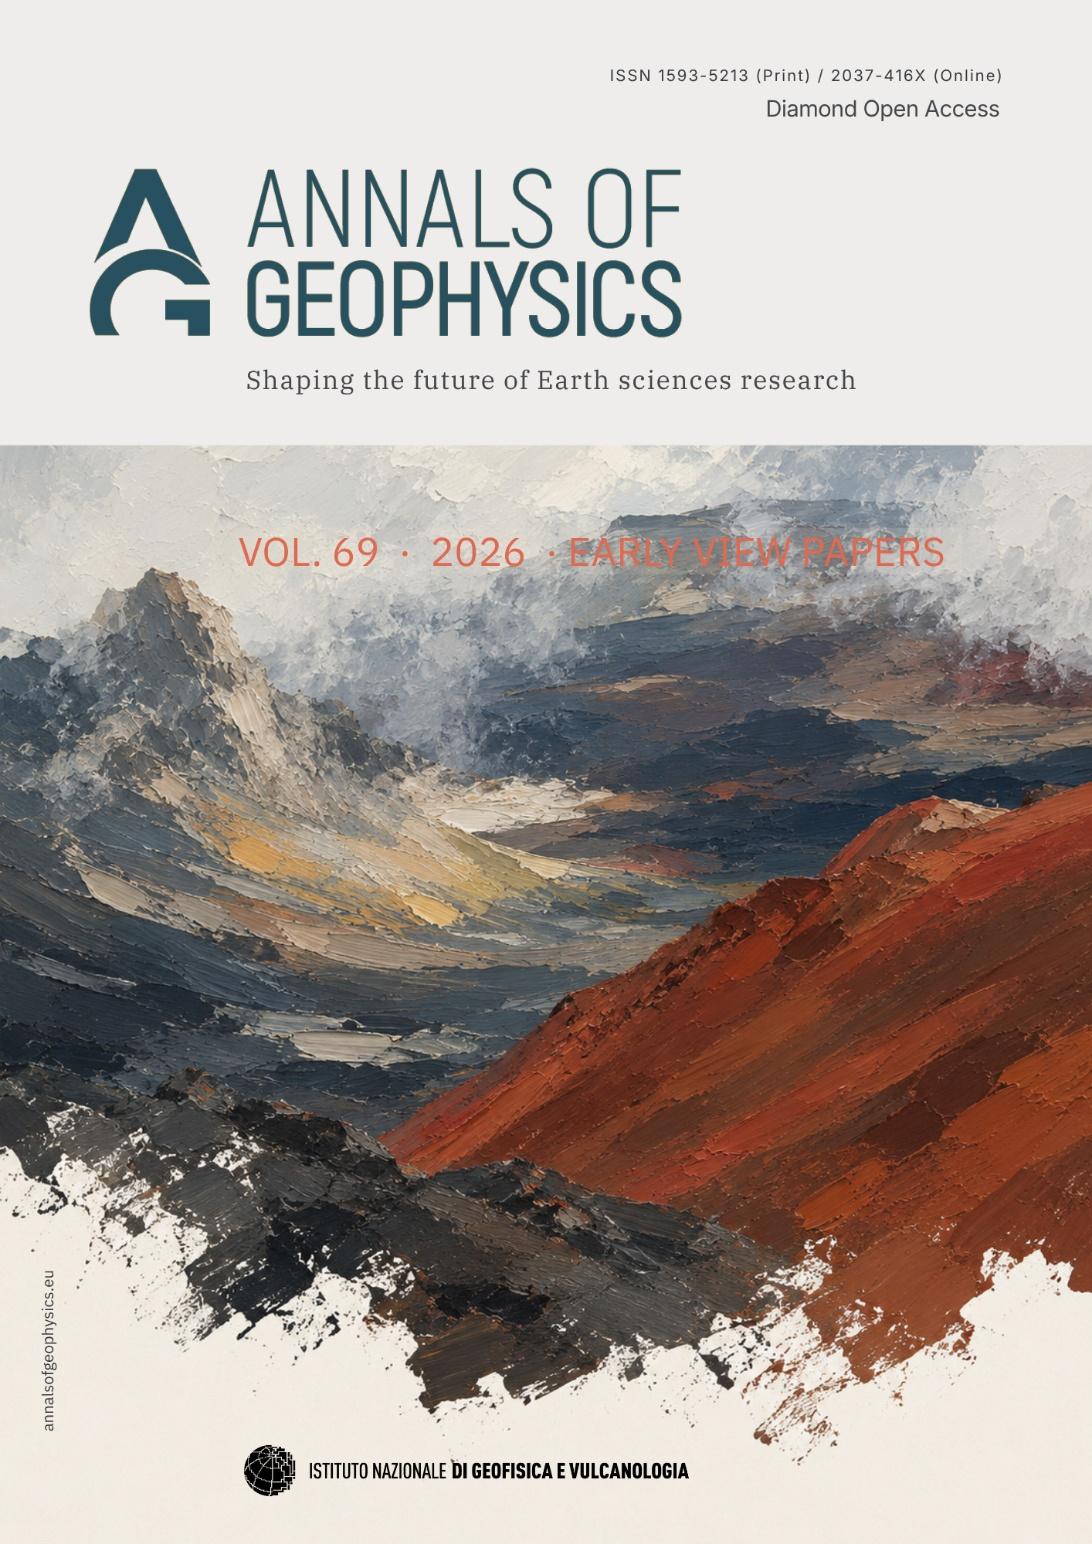 ISSN 1593-5213 (Print) / 2037-416X (Online)
Diamond Open Access
AG
ANNALS OF
GEOPHYSICS
Shaping the future of Earth sciences research
VOL. 69 · 2026 · EARLY VIEW PAPERS
annalsofgeophysics.eu
ISTITUTO NAZIONALE DI GEOFISICA E VULCANOLOGIA